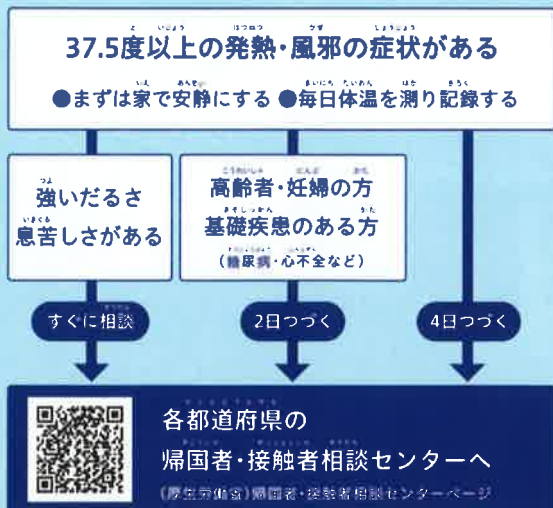 37.5度以上の発熱・風邪の症状がある
●まずは家で安静にする ●毎日体温を測り記録する
強いだるさ
息苦しさがある
高齢者・妊婦の方
基礎疾患のある方
(糖尿病・心不全など)
すぐに相談
2日つづく
4日つづく
各都道府県の
帰国者・接触者相談センターへ
(厚生労働省)帰国者・接触者相談センターページ